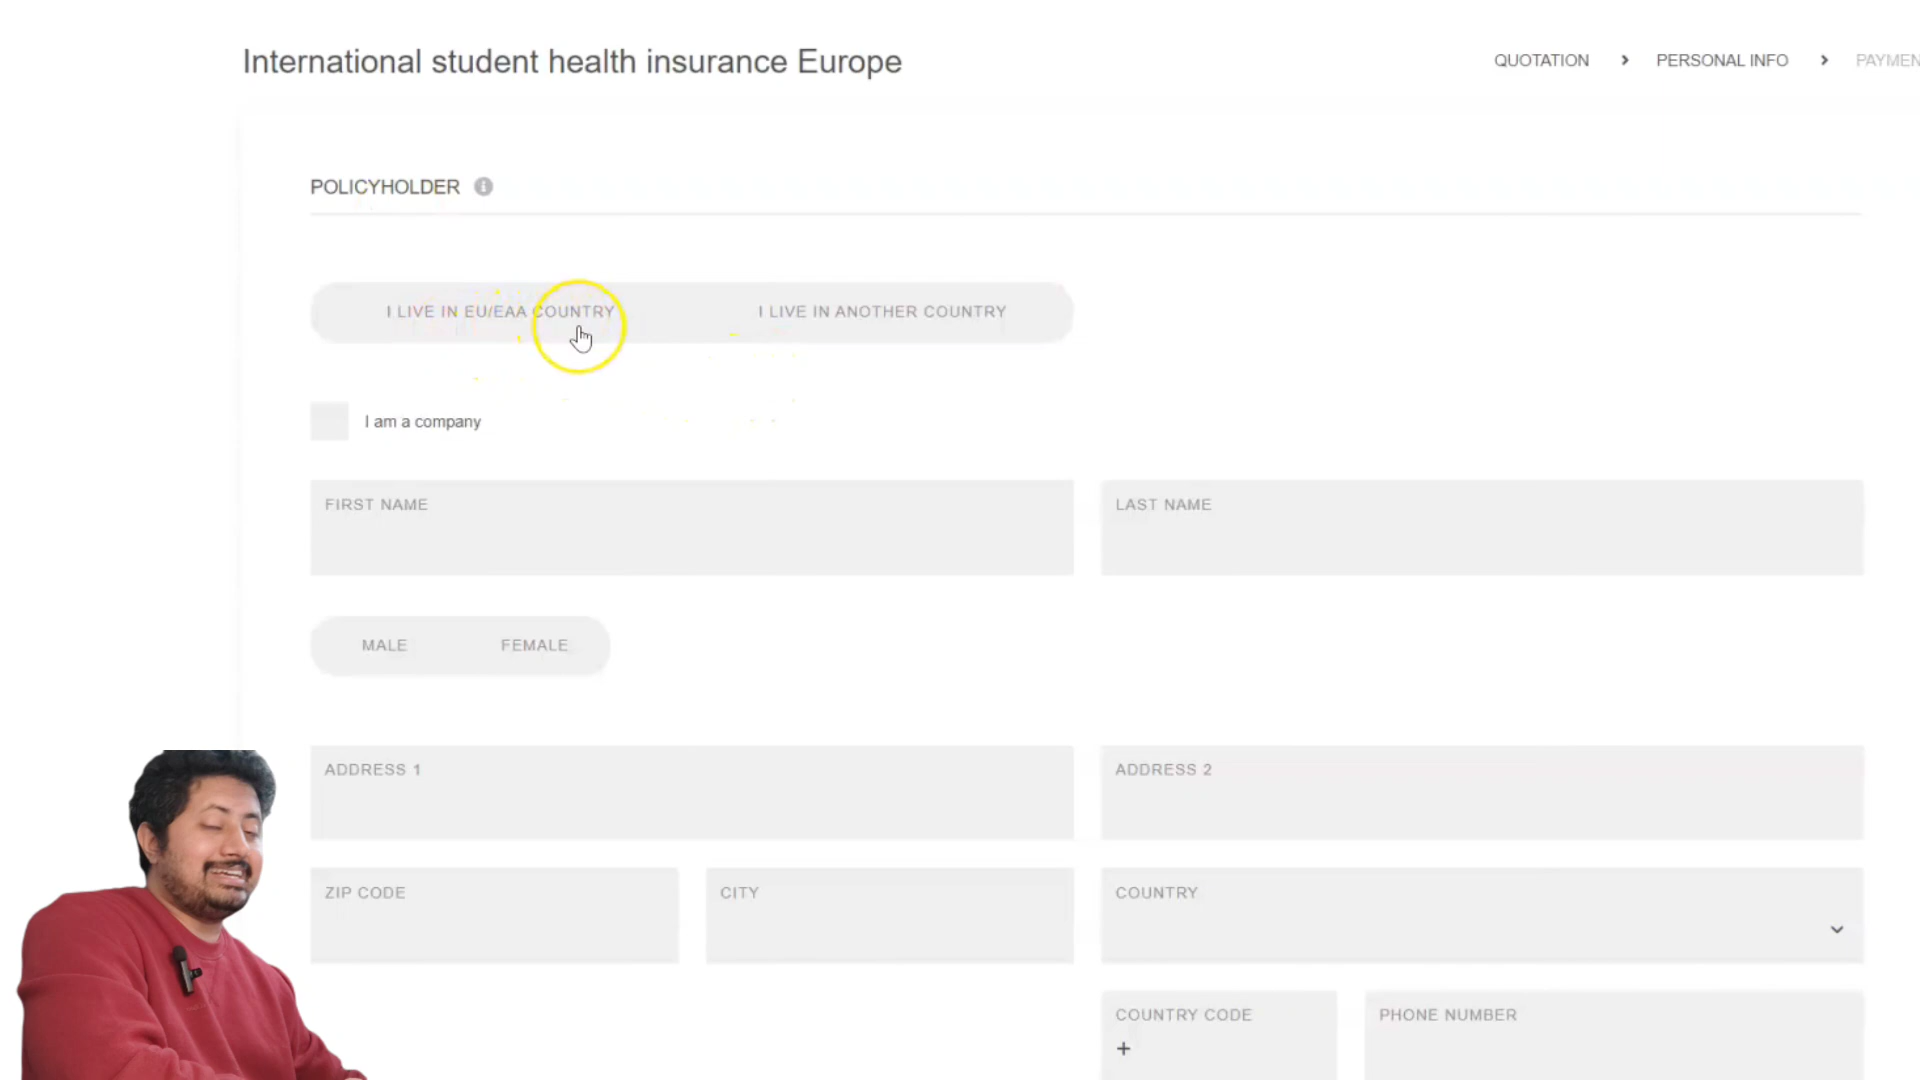 International student health insurance Europe
QUOTATION > PERSONAL INFO > PAYMEN
POLICYHOLDER
I LIVE IN EU/EAA COUNTRY I LIVE IN ANOTHER COUNTRY
I am a company
FIRST NAME LAST NAME
MALE FEMALE
ADDRESS 1 ADDRESS 2
ZIP CODE CITY COUNTRY
COUNTRY CODE PHONE NUMBER
+